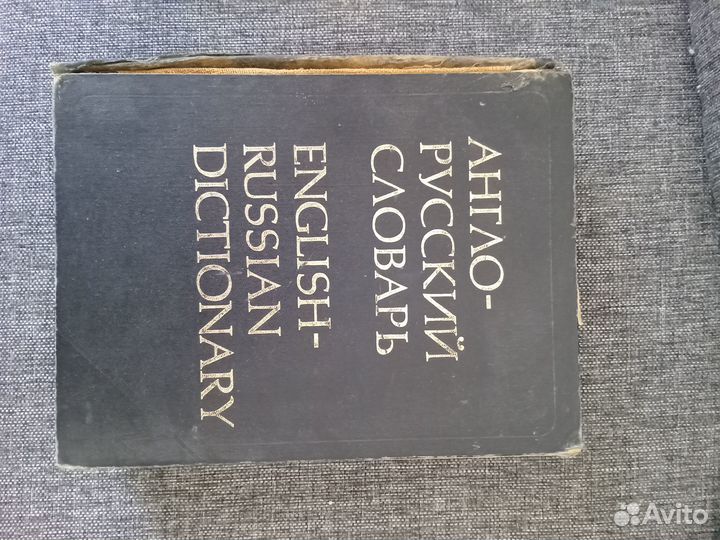 АНГЛО-
РУССКИЙ
СЛОВАРЬ
ENGLISH-
RUSSIAN
DICTIONARY
Avito